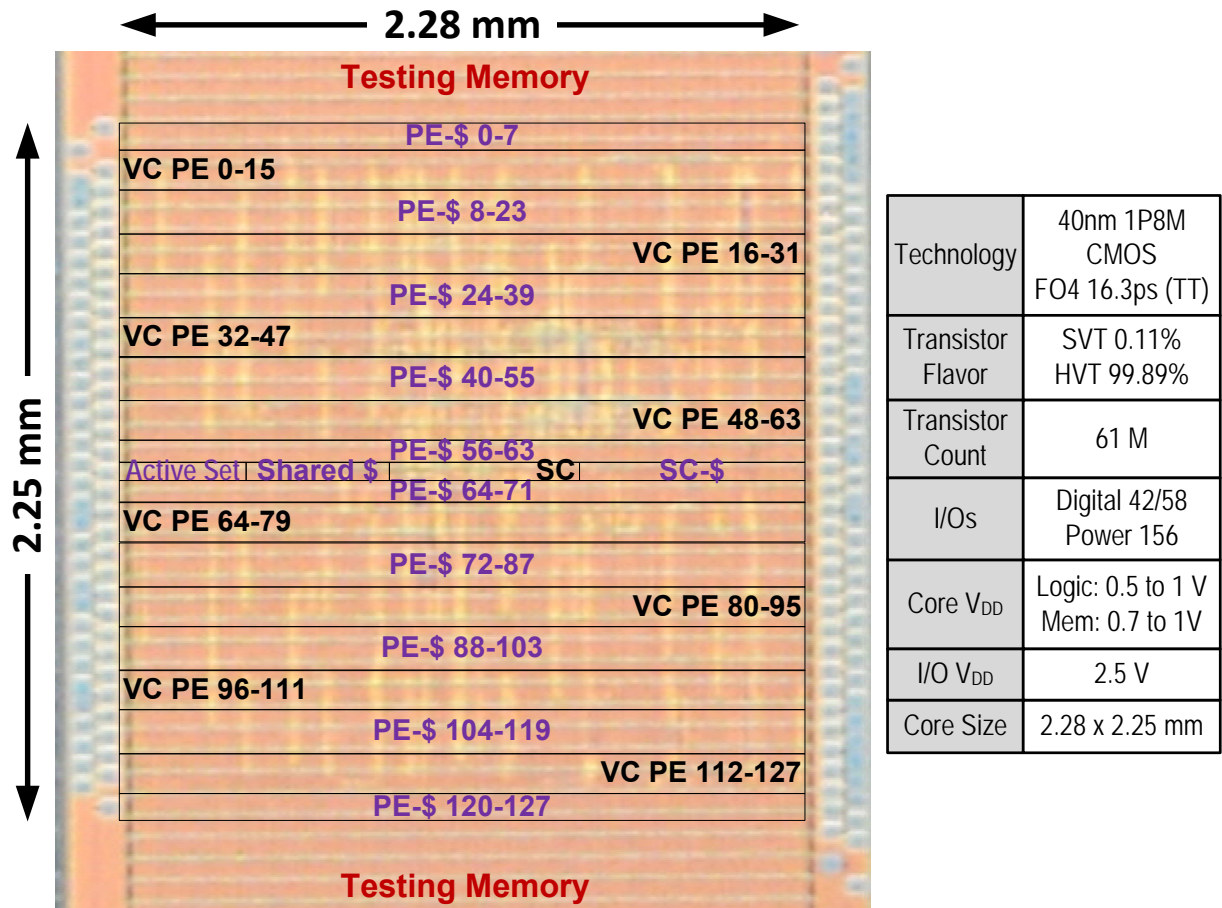 2.28 mm
Testing Memory
PE-$ 0-7
VC PE 0-15
PE-$ 8-23
VC PE 16-31
PE-$ 24-39
VC PE 32-47
PE-$ 40-55
VC PE 48-63
PE-$ 56-63
Active Set Shared $ SC SC-$
PE-$ 64-71
VC PE 64-79
PE-$ 72-87
VC PE 80-95
PE-$ 88-103
VC PE 96-111
PE-$ 104-119
VC PE 112-127
PE-$ 120-127
Testing Memory
2.25 mm
Technology
40nm 1P8M
CMOS
FO4 16.3ps (TT)
Transistor
Flavor
SVT 0.11%
HVT 99.89%
Transistor
Count
61 M
I/Os
Digital 42/58
Power 156
Core VDD
Logic: 0.5 to 1 V
Mem: 0.7 to 1V
I/O VDD
2.5 V
Core Size
2.28 x 2.25 mm